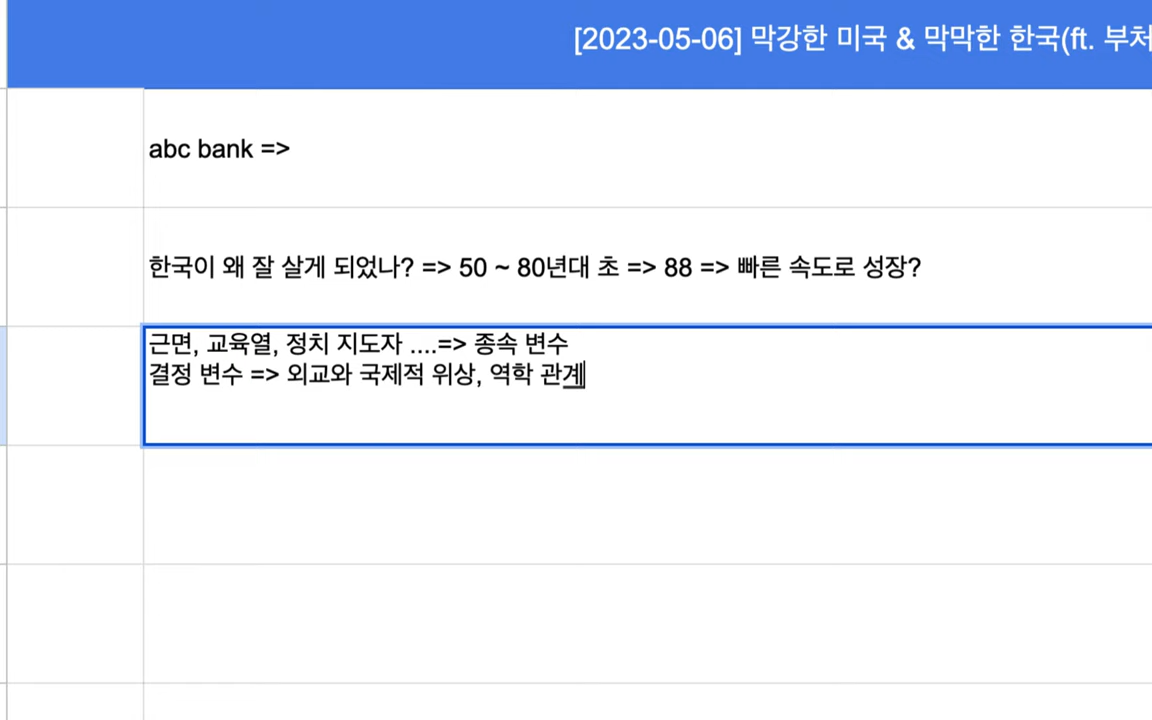 [2023-05-06] 막강한 미국 & 막막한 한국(ft. 부처
abc bank =>
한국이 왜 잘 살게 되었나? => 50 ~ 80년대 초 => 88 => 빠른 속도로 성장?
근면, 교육열, 정치 지도자 ....=> 종속 변수
결정 변수 => 외교와 국제적 위상, 역학 관계